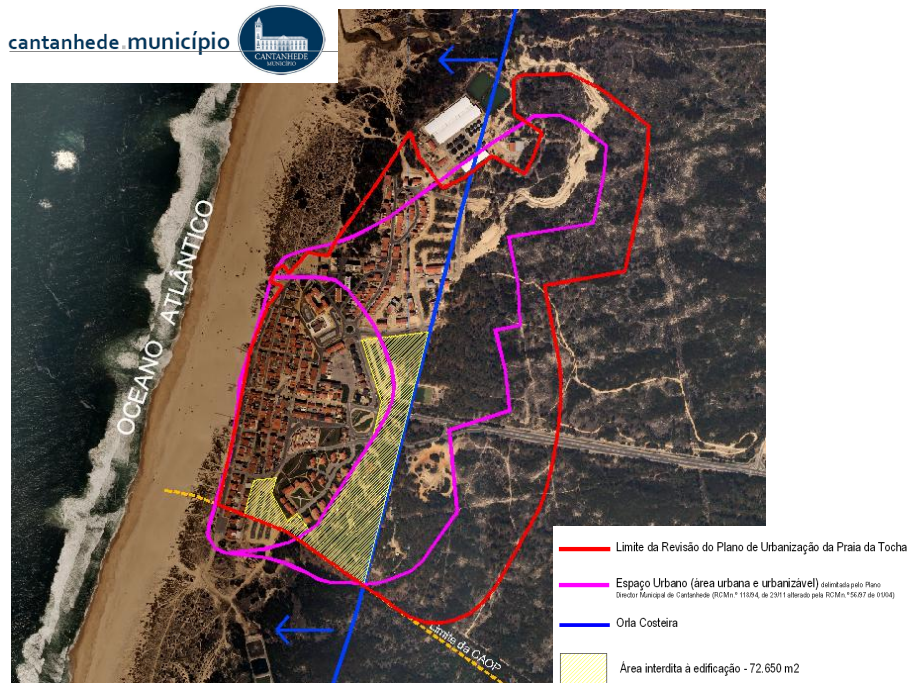 cantanhede.município
CANTANHEDE
MUNICÍPIO
OCEANO ATLÂNTICO
Limite da CAOP
Limite da Revisão do Plano de Urbanização da Praia da Tocha
Espaço Urbano (área urbana e urbanizável) delimitada pelo Plano
Director Municipal de Cantanhede (RCM n.º 118/94, de 29/11 alterado pela RCM n.º 56/97 de 01/04)
Orla Costeira
Área interdita à edificação - 72.650 m2